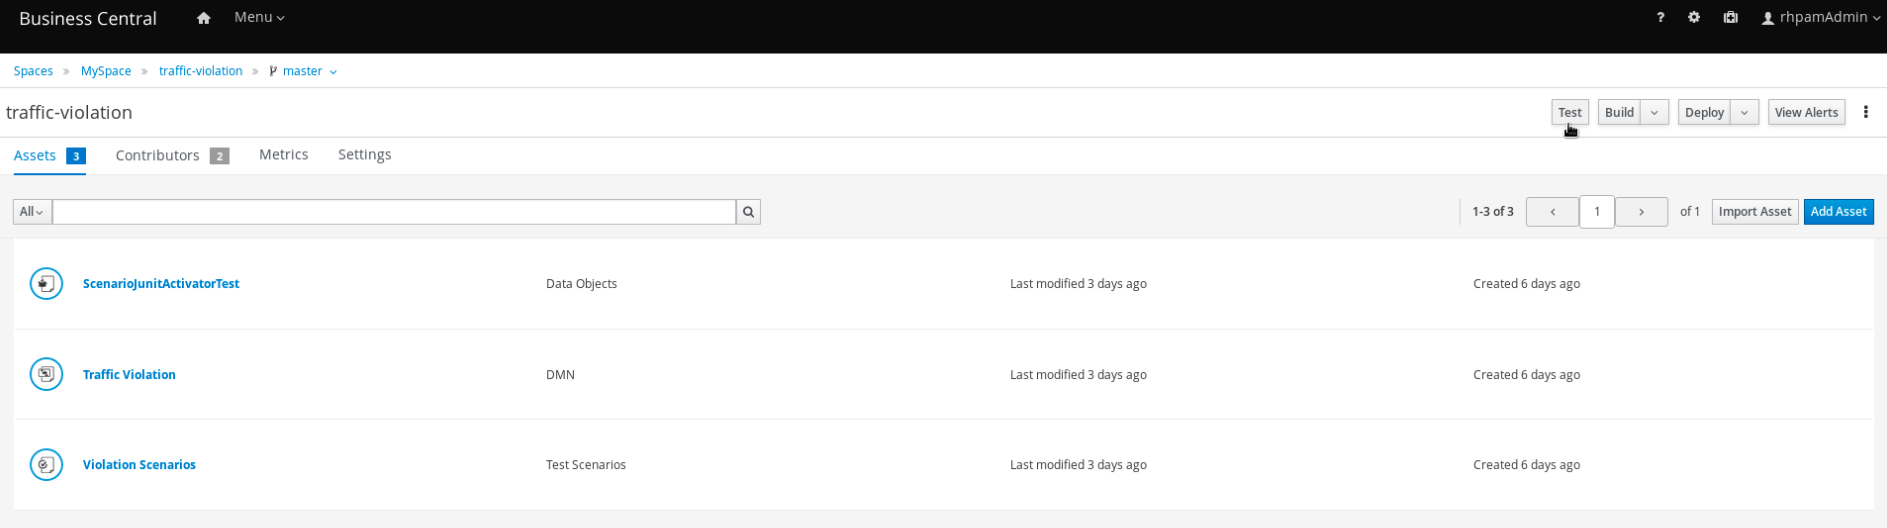 Business Central Menu ? rhpamAdmin
Spaces » MySpace » traffic-violation » master
traffic-violation Test Build Deploy View Alerts
Assets 3 Contributors 2 Metrics Settings
All 1-3 of 3 < 1 > of 1 Import Asset Add Asset
ScenarioJunitActivatorTest Data Objects Last modified 3 days ago Created 6 days ago
Traffic Violation DMN Last modified 3 days ago Created 6 days ago
Violation Scenarios Test Scenarios Last modified 3 days ago Created 6 days ago